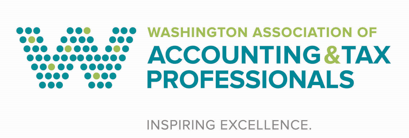 WASHINGTON ASSOCIATION OF
ACCOUNTING & TAX
PROFESSIONALS
INSPIRING EXCELLENCE.